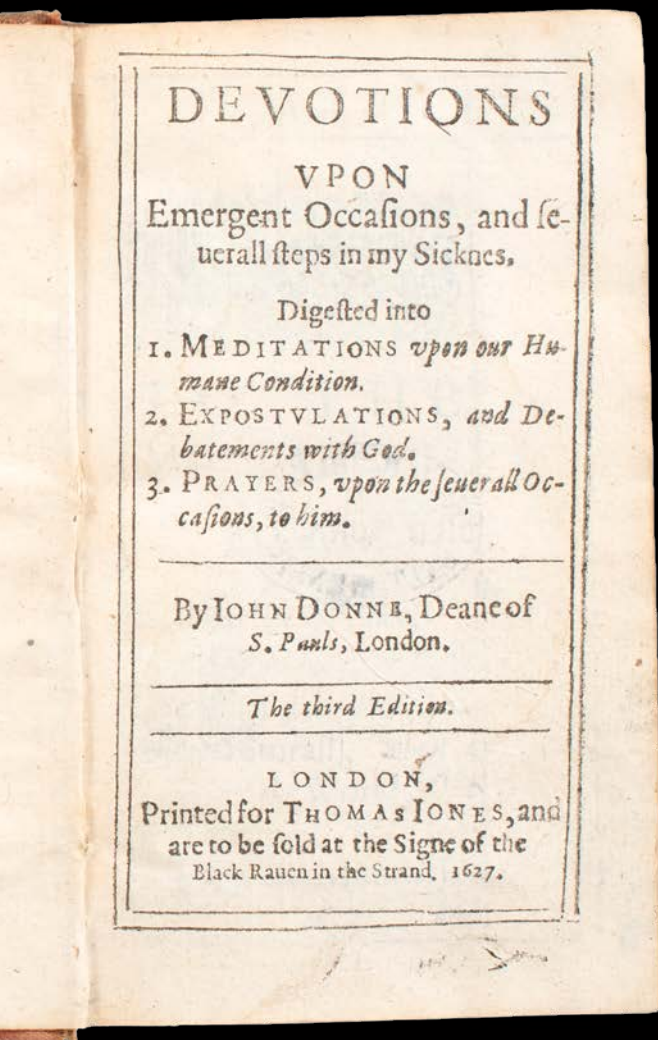 DEVOTIONS
VPON
Emergent Occaſions, and ſe-
uerall ſteps in my Sicknes.
Digeſted into
1. MEDITATIONS vpon our Hu-
mane Condition.
2. EXPOSTVLATIONS, and De-
batements with God.
3. PRAYERS, vpon the ſeuerall Oc-
caſions, to him.
By IOHN DONNE, Deane of
S. Pauls, London.
The third Edition.
LONDON,
Printed for THOMAS IONES, and
are to be ſold at the Signe of the
Black Rauen in the Strand. 1627.